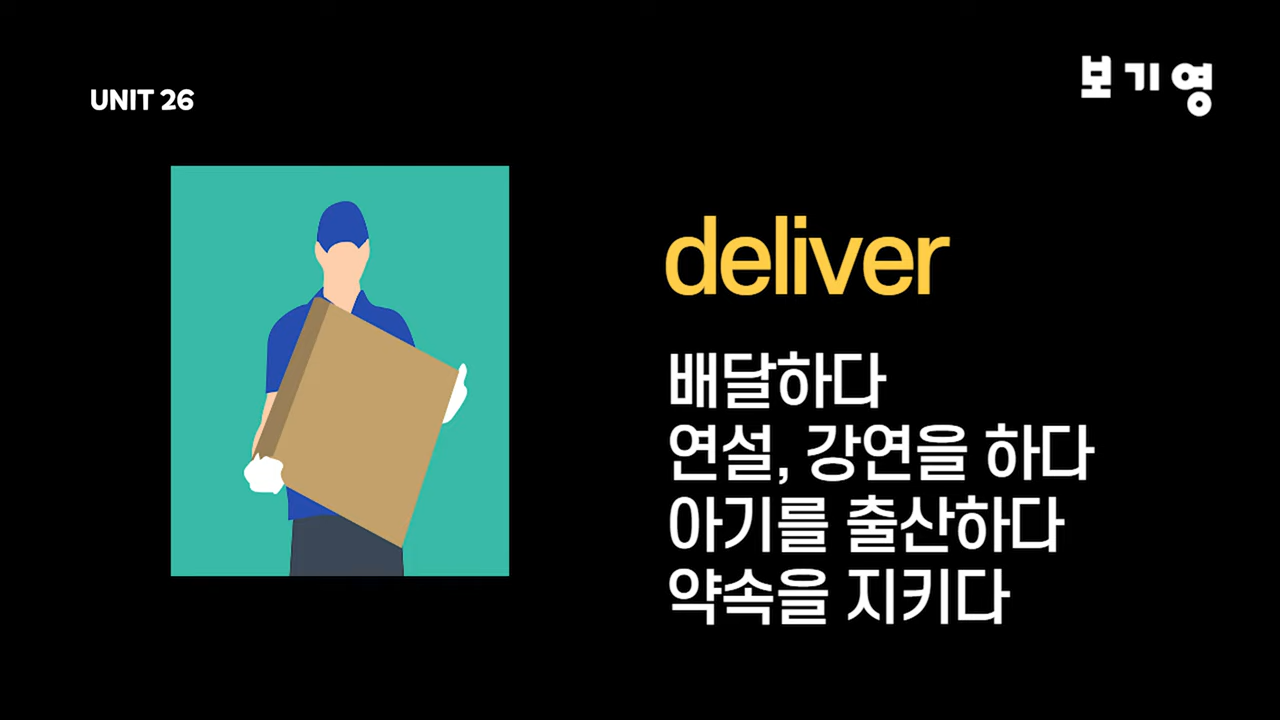 UNIT 26
보기영
deliver
배달하다
연설, 강연을 하다
아기를 출산하다
약속을 지키다